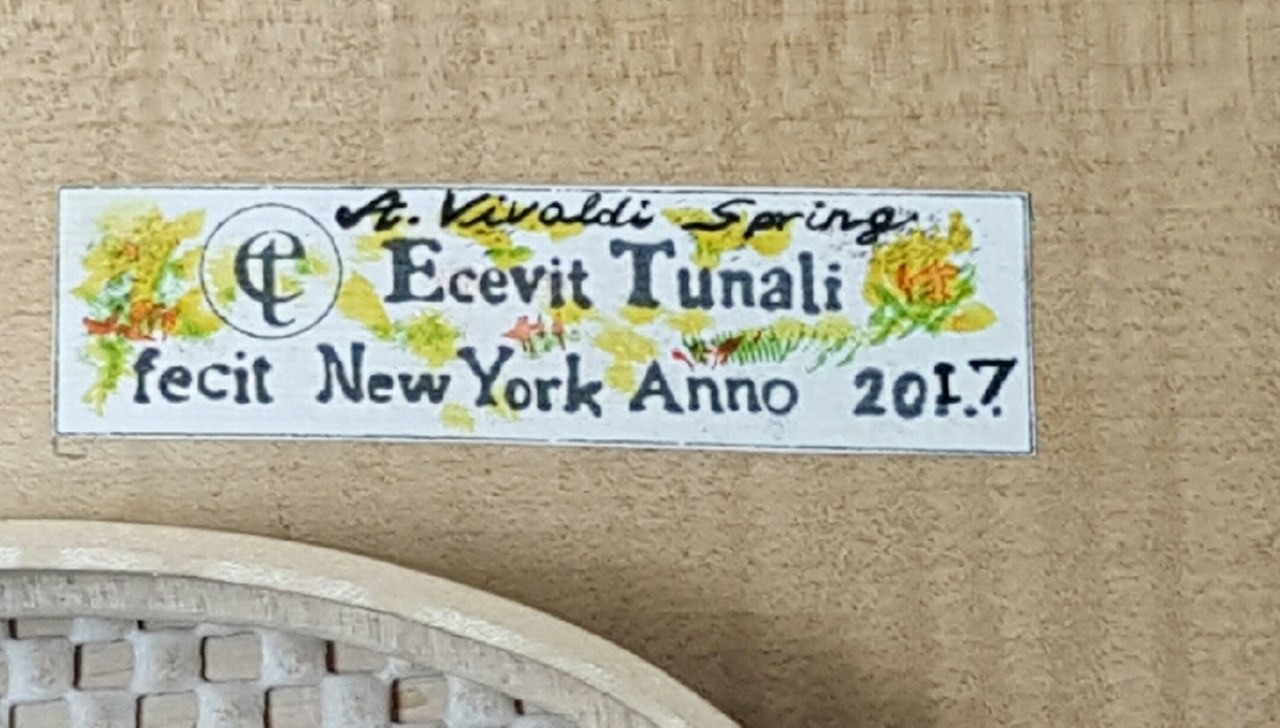 A. Vivaldi Spring
et Ecevit Tunali
fecit New York Anno 2017